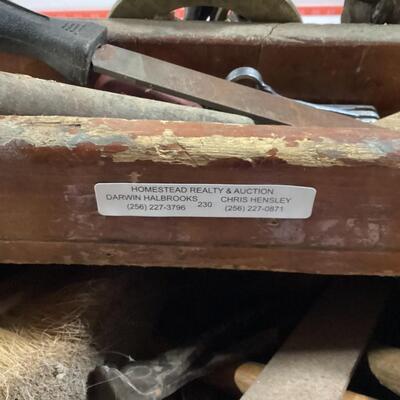 HOMESTEAD REALTY & AUCTION
DARWIN HALBROOKS 230 CHRIS HENSLEY
(256) 227-3796 (256) 227-0871